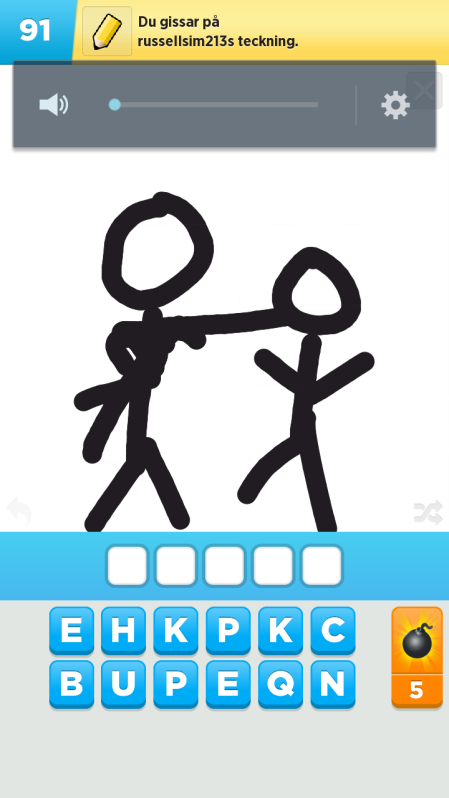 91
Du gissar på
russellsim213s teckning.
E H K P K C
B U P E Q N
5